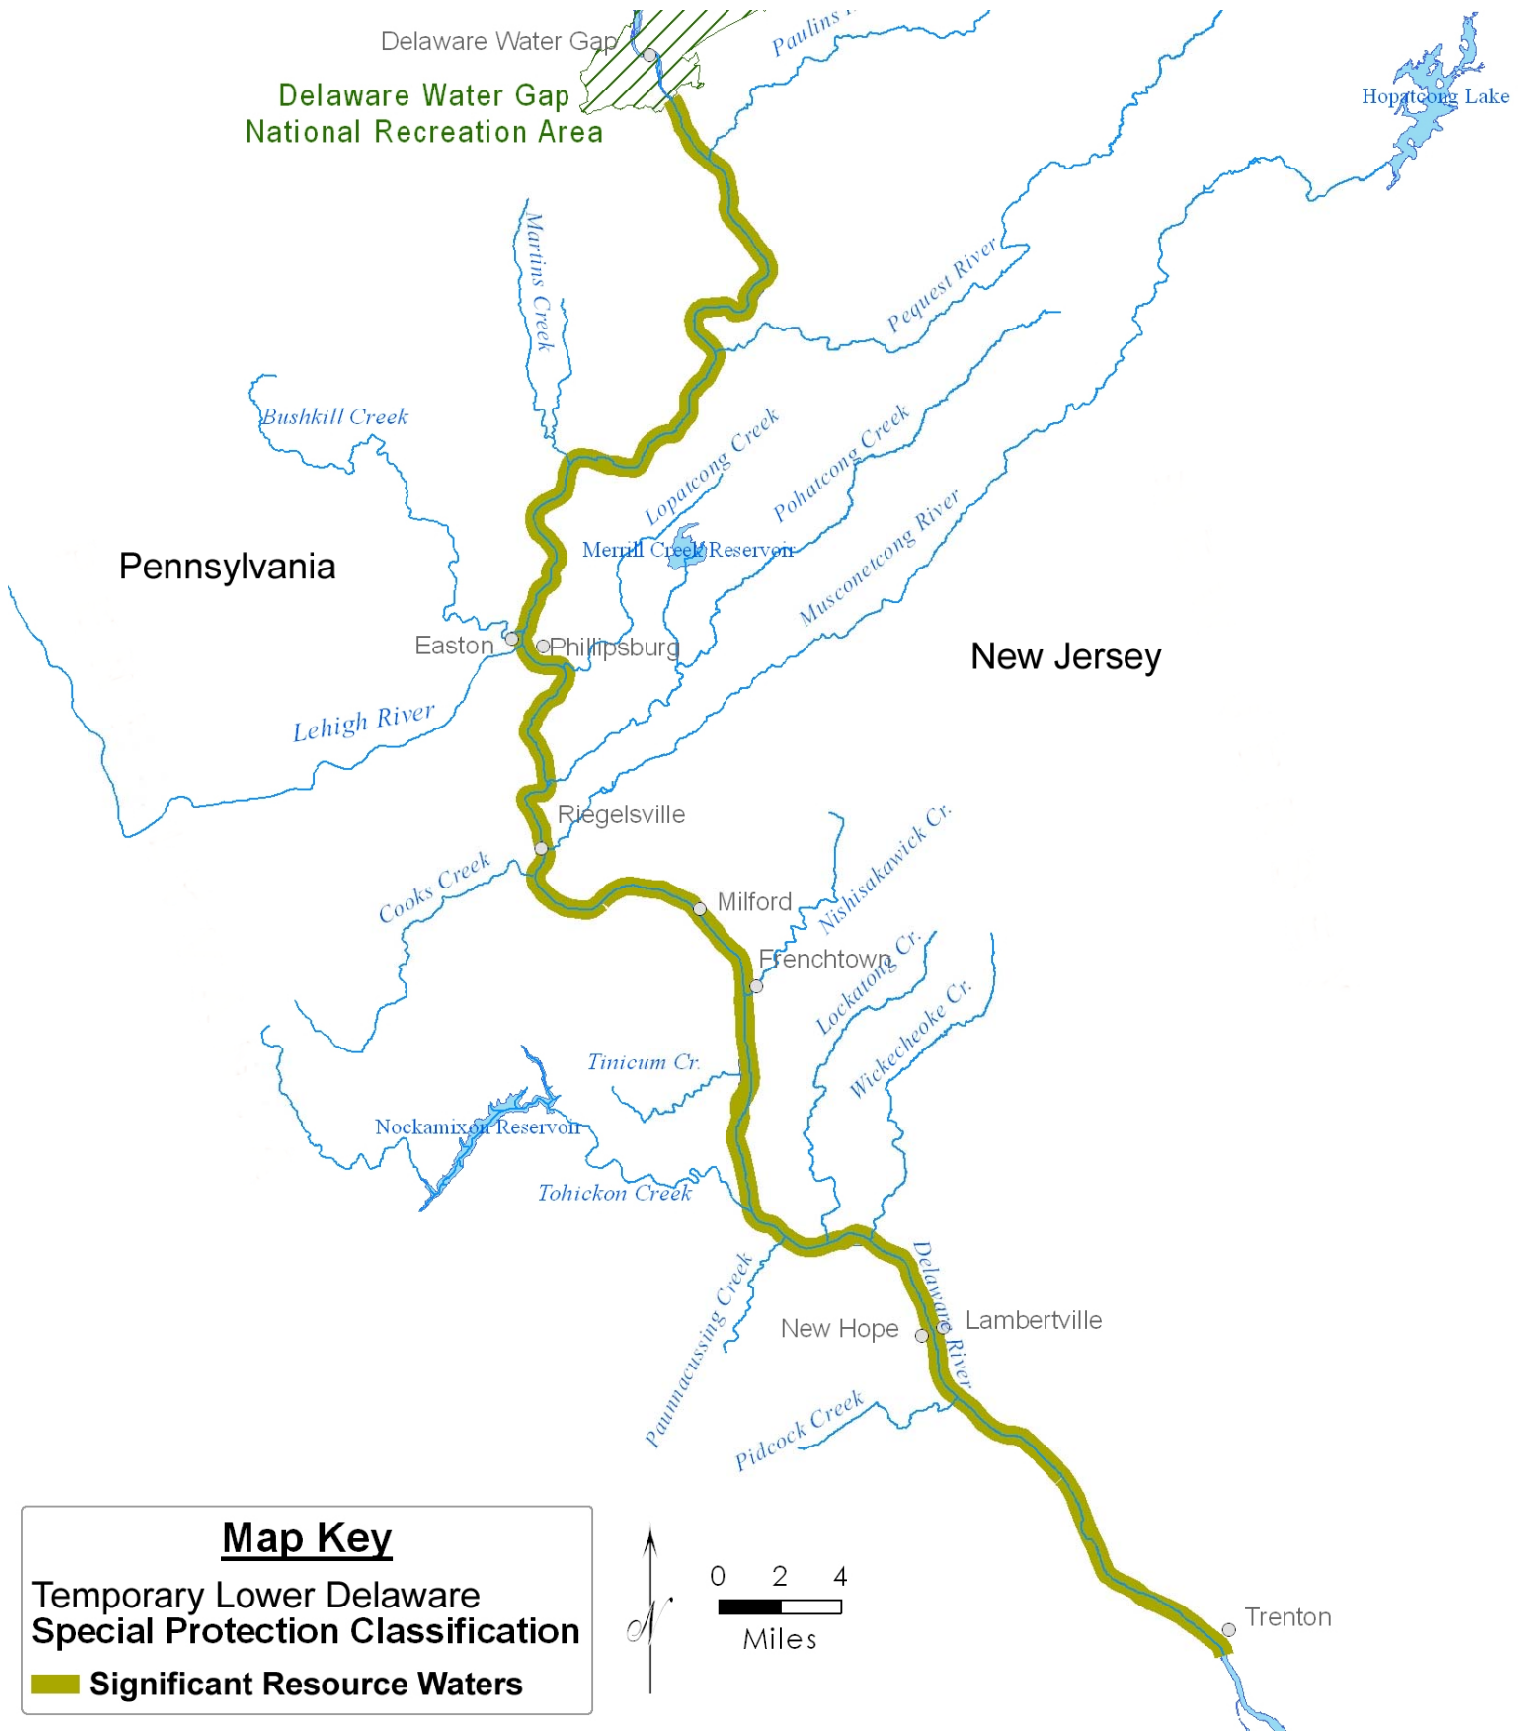 Delaware Water Gap
Paulins
Delaware Water Gap
National Recreation Area
Hopatcong Lake
Martins Creek
Pequest River
Bushkill Creek
Lopatcong Creek
Pohatcong Creek
Merrill Creek Reservoir
Musconetcong River
Pennsylvania
Easton
Phillipsburg
New Jersey
Lehigh River
Riegelsville
Cooks Creek
Milford
Nishisakawick Cr.
Frenchtown
Lockatong Cr.
Wickecheoke Cr.
Tinicum Cr.
Nockamixon Reservoir
Tohickon Creek
Paunnacussing Creek
Delaware River
New Hope
Lambertville
Pidcock Creek
Map Key
Temporary Lower Delaware
Special Protection Classification
Significant Resource Waters
N
0 2 4
Miles
Trenton